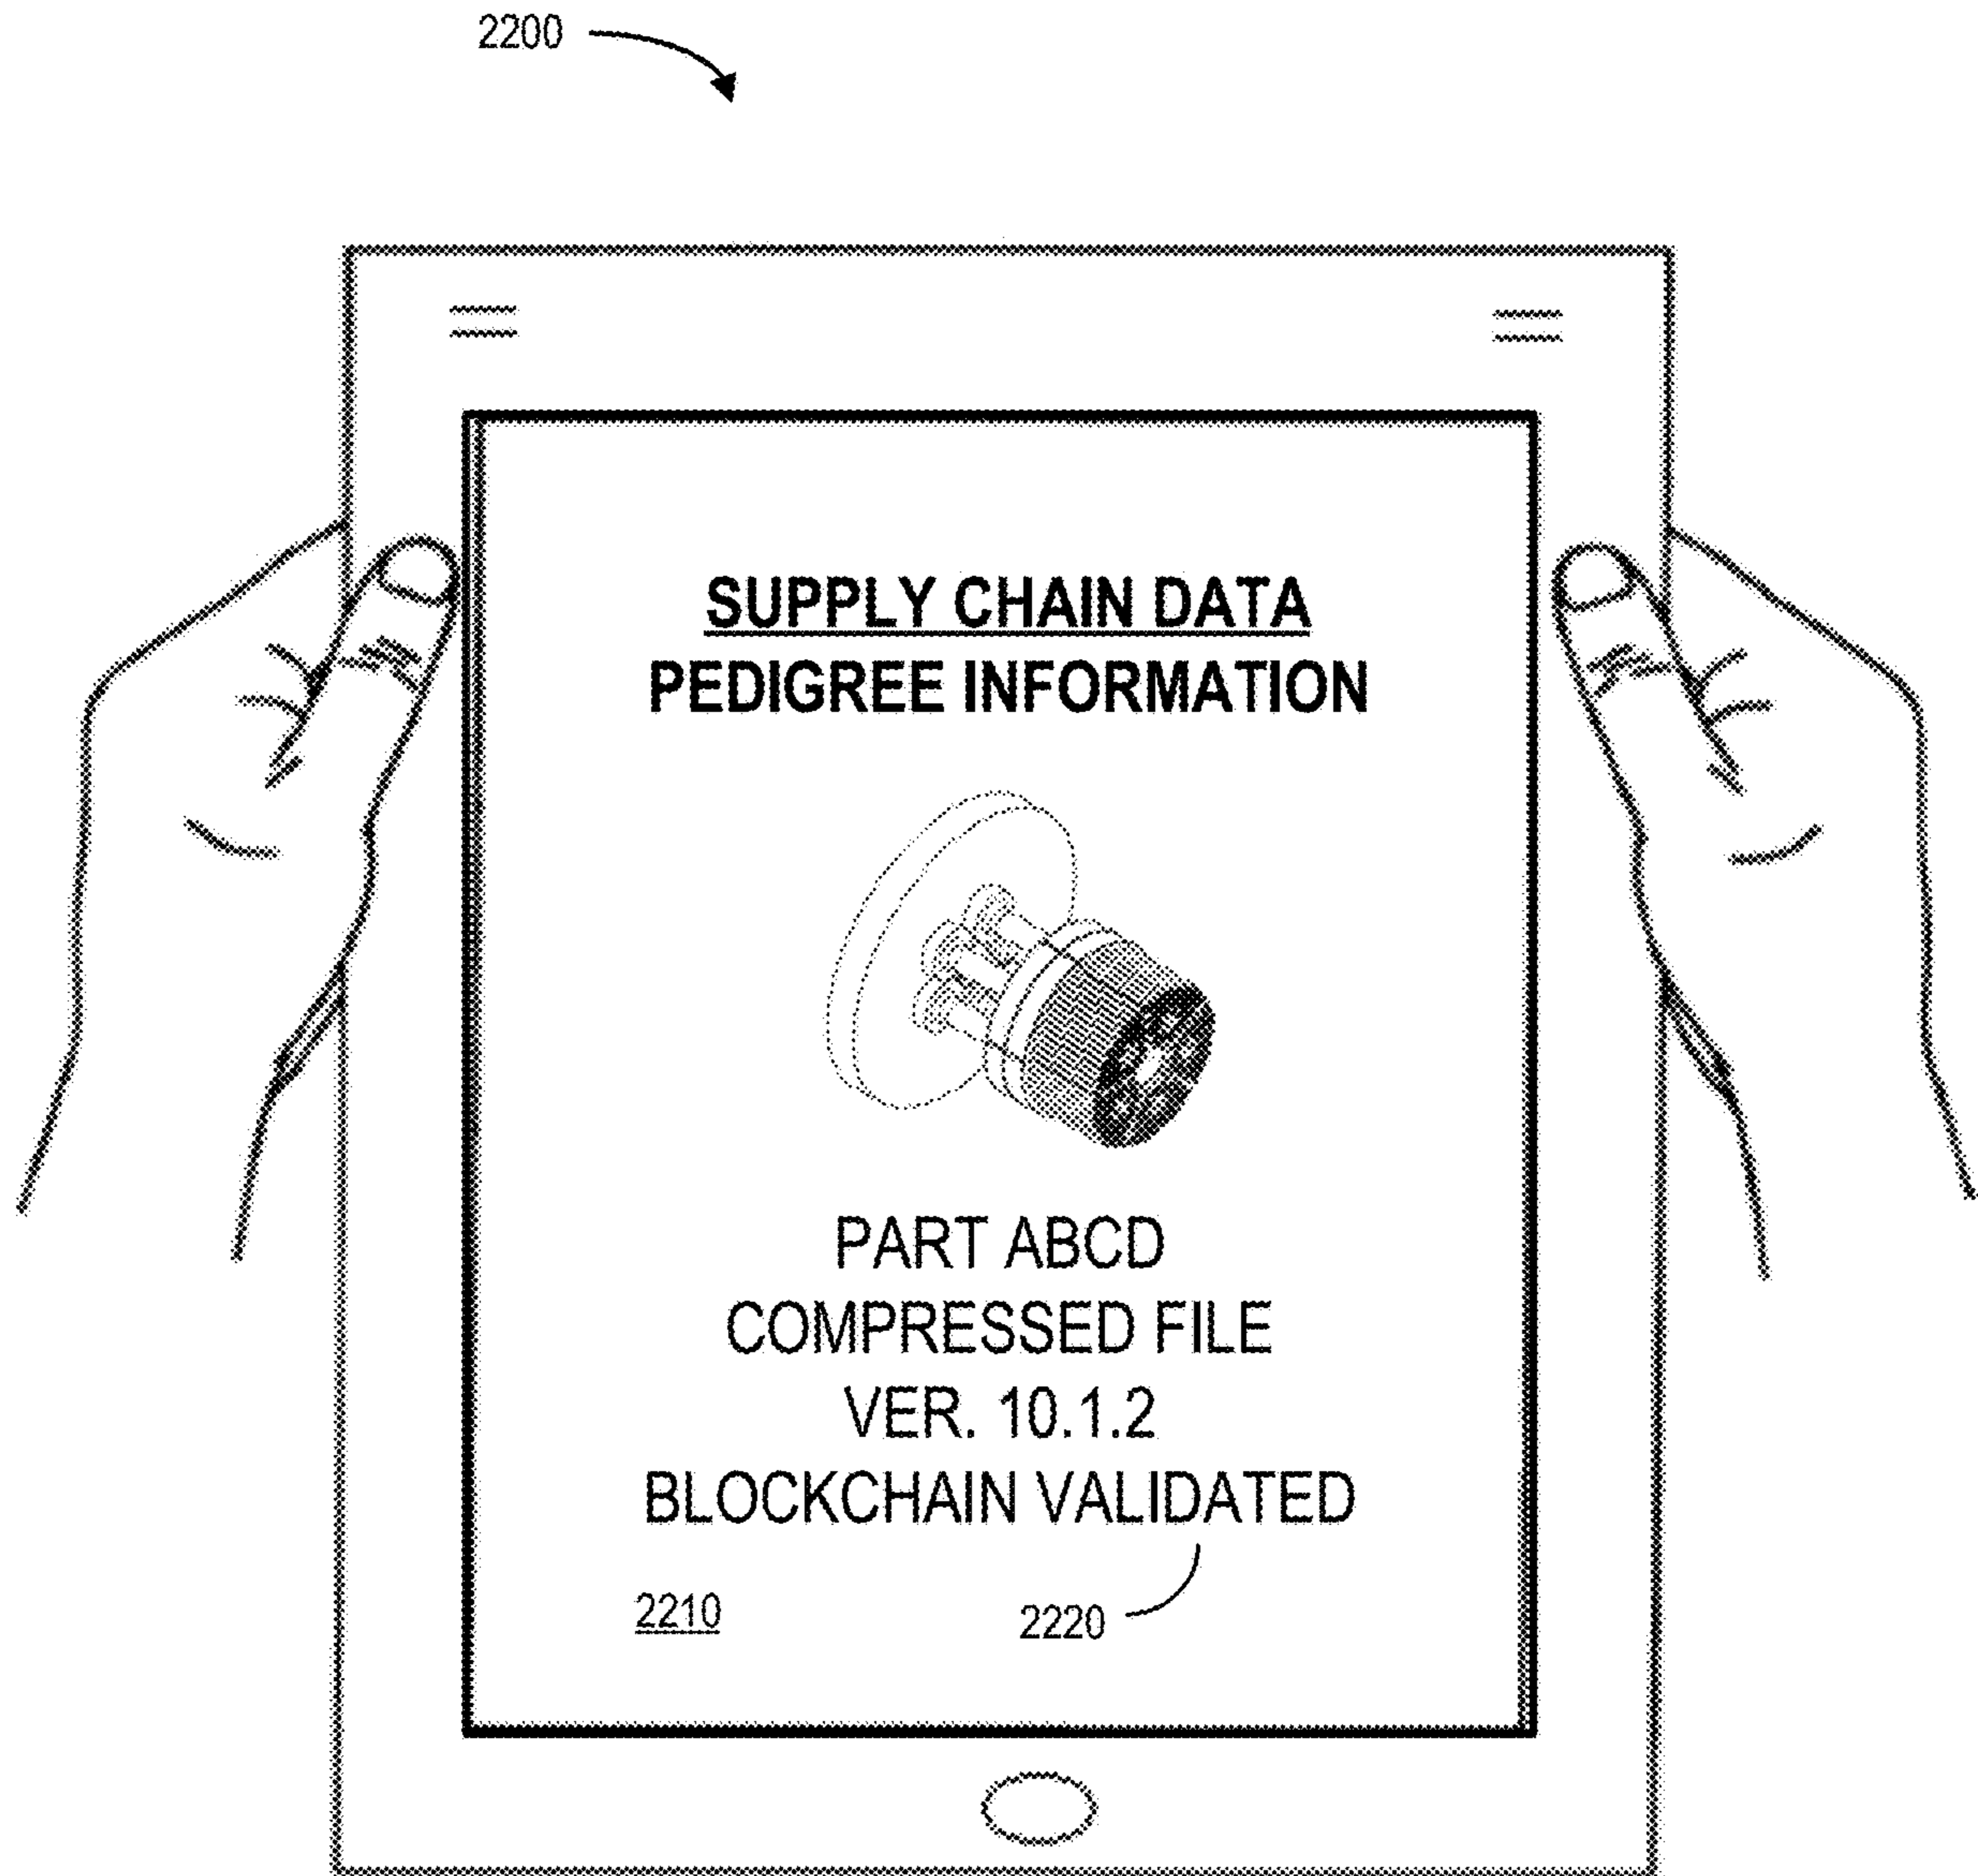 2200
SUPPLY CHAIN DATA
PEDIGREE INFORMATION
PART ABCD
COMPRESSED FILE
VER. 10.1.2
BLOCKCHAIN VALIDATED
2210
2220